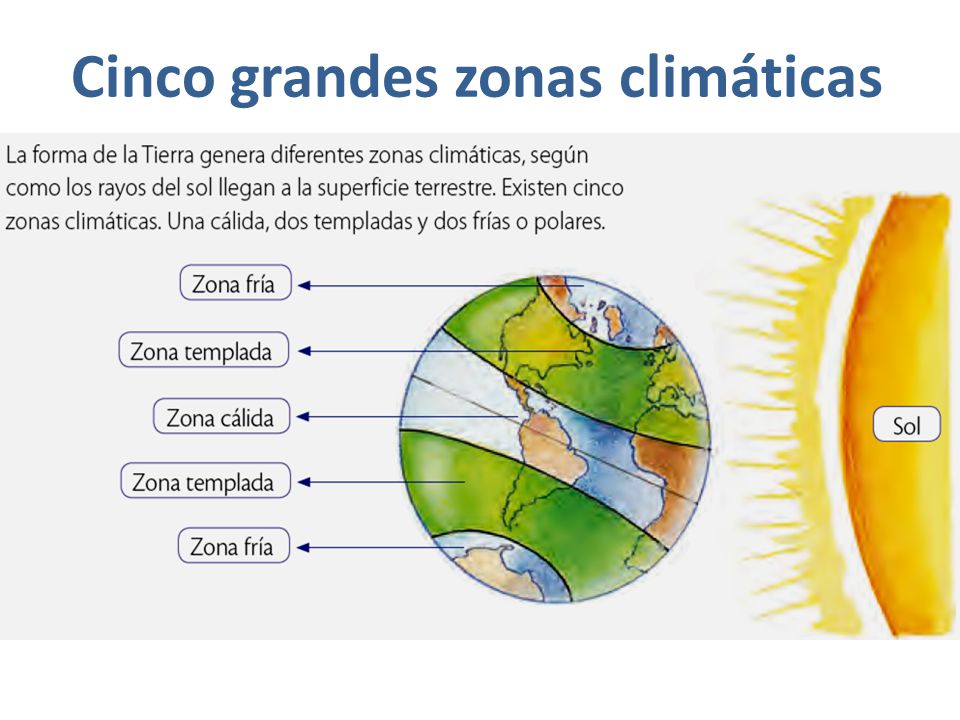 Cinco grandes zonas climáticas
La forma de la Tierra genera diferentes zonas climáticas, según
como los rayos del sol llegan a la superficie terrestre. Existen cinco
zonas climáticas. Una cálida, dos templadas y dos frías o polares.
Zona fría
Zona templada
Zona cálida
Sol
Zona templada
Zona fría